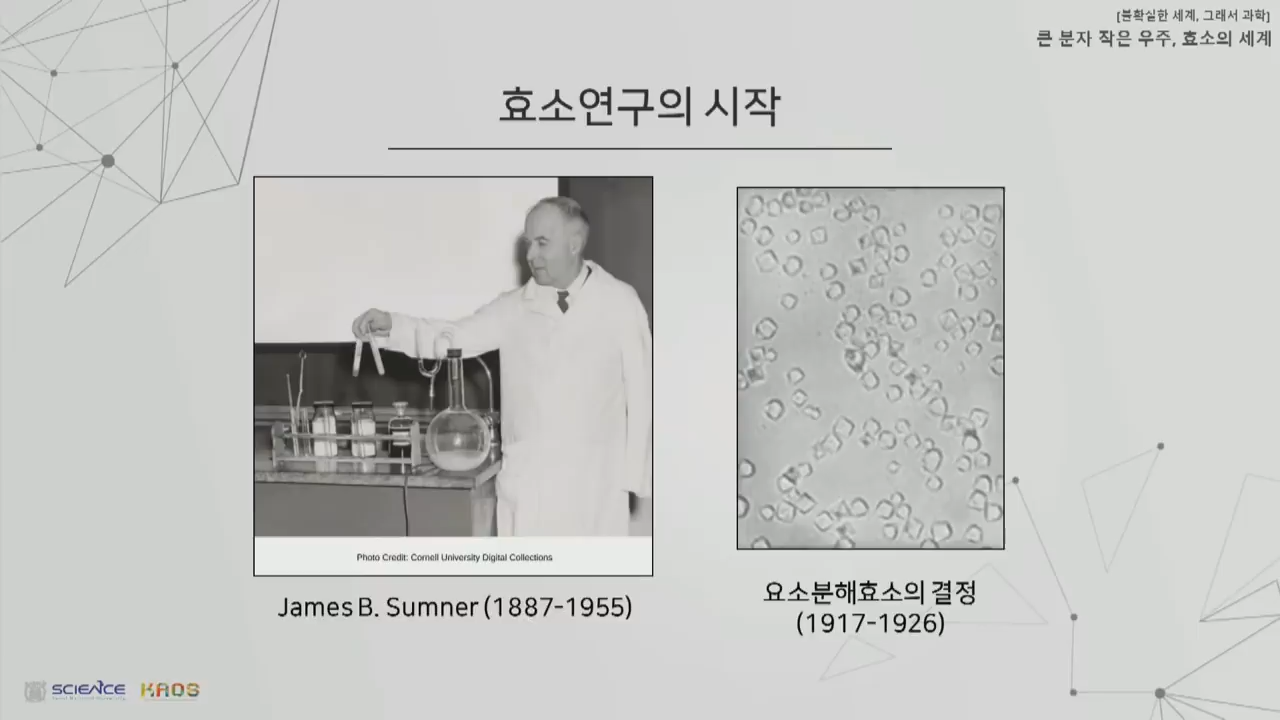 [불확실한 세계, 그래서 과학]
큰 분자 작은 우주, 효소의 세계
효소연구의 시작
Photo Credit: Cornell University Digital Collections
James B. Sumner (1887-1955)
요소분해효소의 결정
(1917-1926)
SCIENCE
KAOS